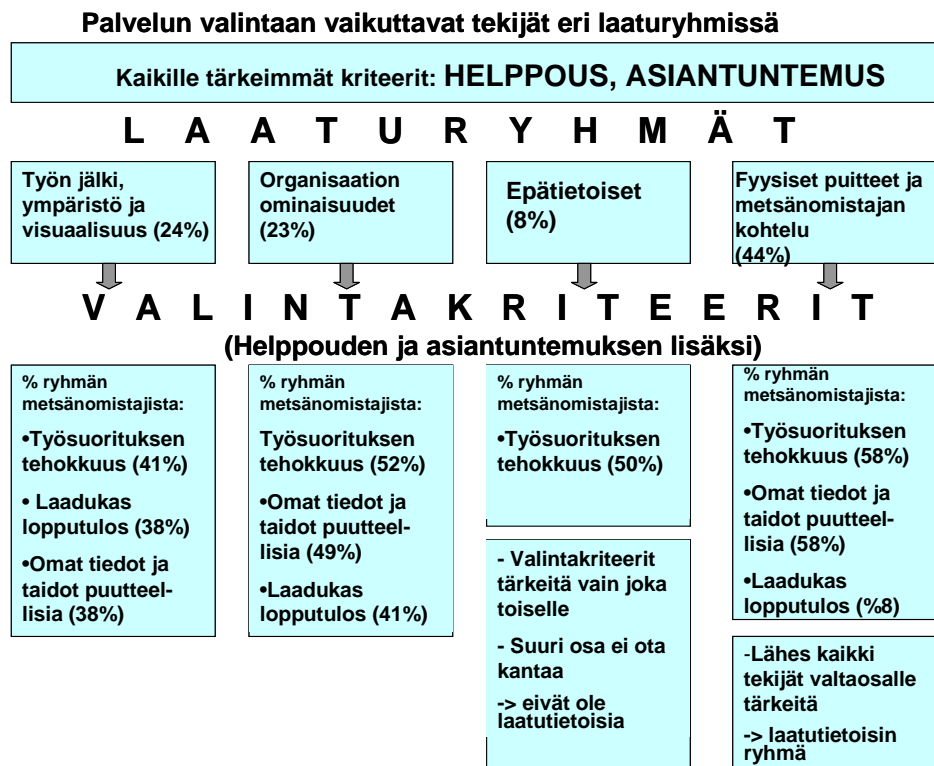 Palvelun valintaan vaikuttavat tekijät eri laaturyhmissä
Kaikille tärkeimmät kriteerit: HELPPOUS, ASIANTUNTEMUS
L A A T U R Y H M Ä T
Työn jälki,
ympäristö ja
visuaalisuus (24%)
Organisaation
ominaisuudet
(23%)
Epätietoiset
(8%)
Fyysiset puitteet ja
metsänomistajan
kohtelu
(44%)
V A L I N T A K R I T E E R I T
(Helppouden ja asiantuntemuksen lisäksi)
% ryhmän
metsänomistajista:
•Työsuorituksen
tehokkuus (41%)
• Laadukas
lopputulos (38%)
•Omat tiedot ja
taidot puutteel-
lisia (38%)
% ryhmän
metsänomistajista:
Työsuorituksen
tehokkuus (52%)
•Omat tiedot ja
taidot puutteel-
lisia (49%)
•Laadukas
lopputulos (41%)
% ryhmän
metsänomistajista:
•Työsuorituksen
tehokkuus (50%)
- Valintakriteerit
tärkeitä vain joka
toiselle
- Suuri osa ei ota
kantaa
-> eivät ole
laatutietoisia
% ryhmän
metsänomistajista:
•Työsuorituksen
tehokkuus (58%)
•Omat tiedot ja
taidot puutteel-
lisia (58%)
•Laadukas
lopputulos (%8)
-Lähes kaikki
tekijät valtaosalle
tärkeitä
-> laatutietoisin
ryhmä